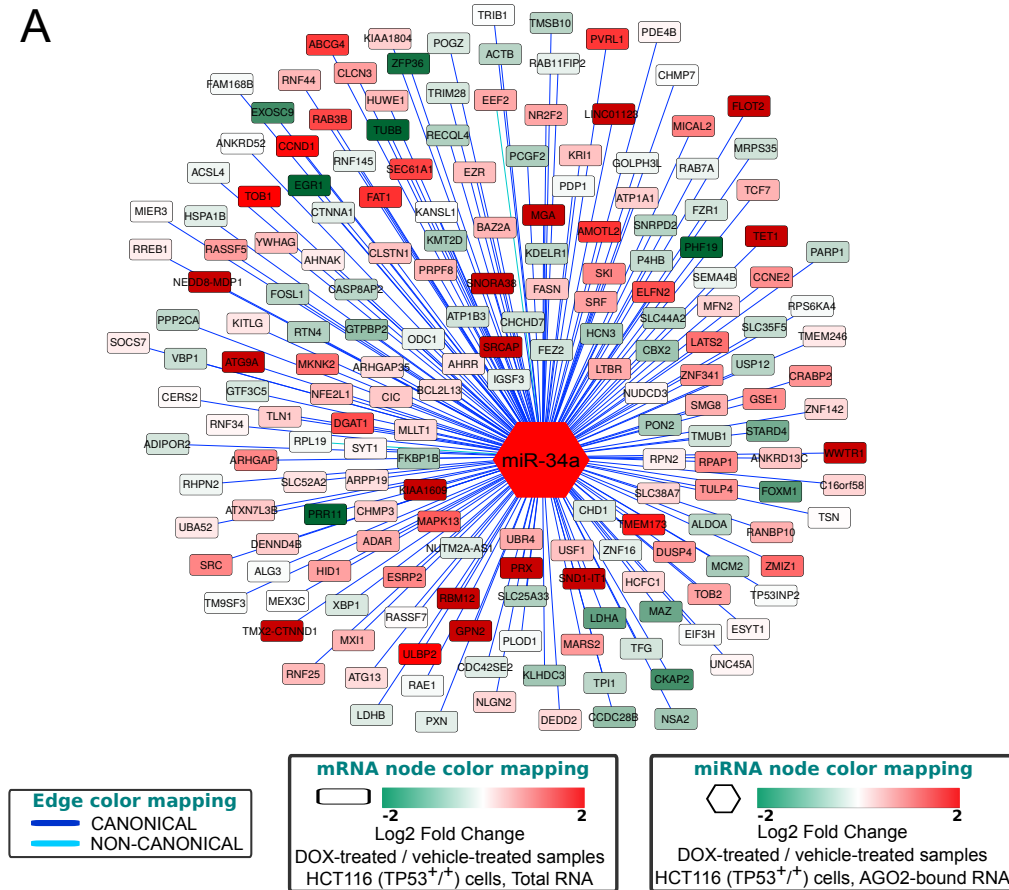 A
TRIB1
TMSB10
PDE4B
ABCG4
KIAA1804
POGZ
ACTB
PVRL1
ZFP36
RAB11FIP2
CHMP7
FAM168B
RNF44
CLCN3
TRIM28
EEF2
HUWE1
NR2F2
LINC01128
FLOT2
EXOSC9
RAB3B
TUBB
RECQL4
MICAL2
CCND1
ANKRD52
RNF145
SEC61A1
EZR
PCGF2
KRI1
GOLPH3L
RAB7A
MRPS35
ACSL4
EGR1
FAT1
PDP1
ATP1A1
TCF7
TOB1
CTNNA1
KANSL1
MGA
FZR1
MIER3
HSPA1B
BAZ2A
AMOTL2
SNRPD2
TET1
RREB1
RASSF5
YWHAG
AHNAK
CLSTN1
KMT2D
KDELR1
P4HB
PHF19
PARP1
NEDD8-MDP1
PRPF8
SNORA38
SKI
SEMA4B
CCNE2
FOSL1
CASP8AP2
FASN
ELFN2
SRF
MFN2
RPS6KA4
PPP2CA
KITLG
RTN4
GTPBP2
ATP1B3
CHCHD7
HCN3
SLC44A2
SLC35F5
SOCS7
ODC1
SRCAP
FEZ2
CBX2
LATS2
TMEM246
VBP1
ATG9A
MKNK2
ARHGAP35
AHRR
LTBR
ZNF341
USP12
CRABP2
CERS2
GTF3C5
NFE2L1
CIC
BCL2L13
IGSF3
NUDCD3
SMG8
GSE1
ZNF142
RNF34
TLN1
DGAT1
MLLT1
PON2
TMUB1
STARD4
ADIPOR2
RPL19
SYT1
FKBP1B
miR-34a
RPN2
RPAP1
ANKRD13C
WWTR1
ARHGAP1
RHPN2
SLC52A2
ARPP19
KIAA1609
SLC38A7
TULP4
FOXM1
C16orf58
ATXN7L3B
PRR11
CHMP3
CHD1
TSN
UBA52
MAPK13
TMEM173
ALDOA
RANBP10
DENND4B
ADAR
NUTM2A-AS1
UBR4
USF1
ZNF16
DUSP4
SRC
ALG3
HID1
ESRP2
PRX
SND1-IT1
HCFC1
MCM2
ZMIZ1
TM9SF3
MEX3C
XBP1
RBM12
SLC25A33
TOB2
TP53INP2
RASSF7
LDHA
MAZ
TMX2-CTNND1
MXI1
GPN2
PLOD1
MARS2
TFG
EIF3H
ESYT1
ULBP2
CDC42SE2
UNC45A
RNF25
ATG13
RAE1
KLHDC3
TPI1
CKAP2
NLGN2
LDHB
PXN
DEDD2
CCDC28B
NSA2
Edge color mapping
CANONICAL
NON-CANONICAL
mRNA node color mapping
-2 2
Log2 Fold Change
DOX-treated / vehicle-treated samples
HCT116 (TP53+/+) cells, Total RNA
miRNA node color mapping
-2 2
Log2 Fold Change
DOX-treated / vehicle-treated samples
HCT116 (TP53+/+) cells, AGO2-bound RNA